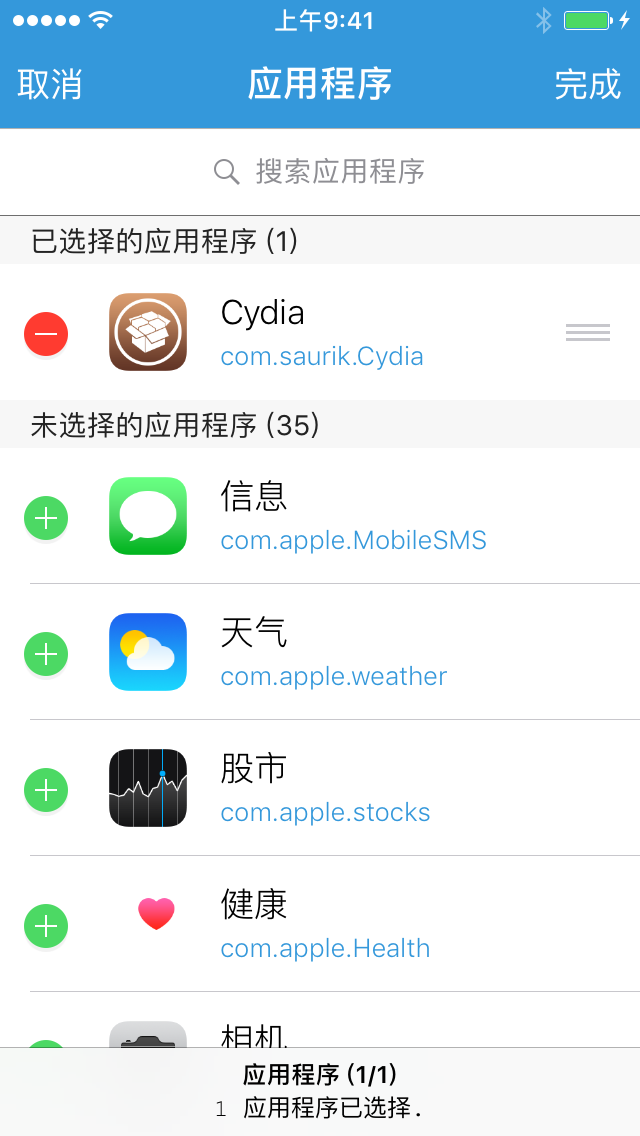 上午9:41
取消
应用程序
完成
搜索应用程序
已选择的应用程序 (1)
Cydia
com.saurik.Cydia
未选择的应用程序 (35)
信息
com.apple.MobileSMS
天气
com.apple.weather
股市
com.apple.stocks
健康
com.apple.Health
相机
应用程序 (1/1)
1 应用程序已选择.